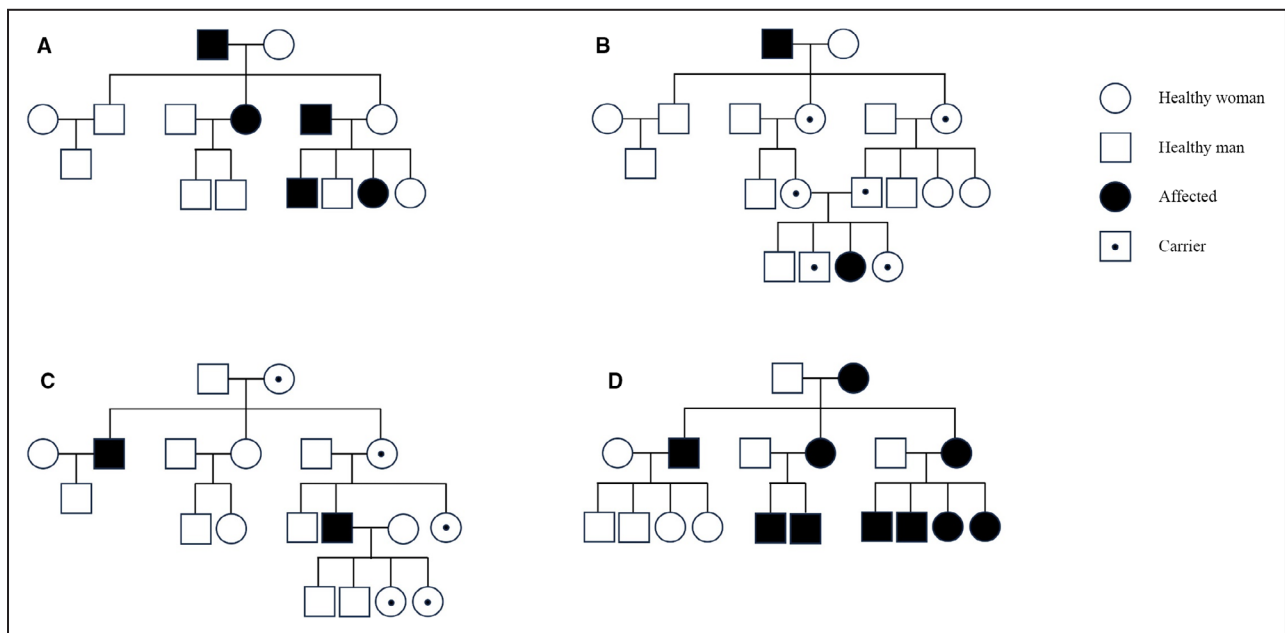 A
B
Healthy woman
Healthy man
Affected
Carrier
C
D